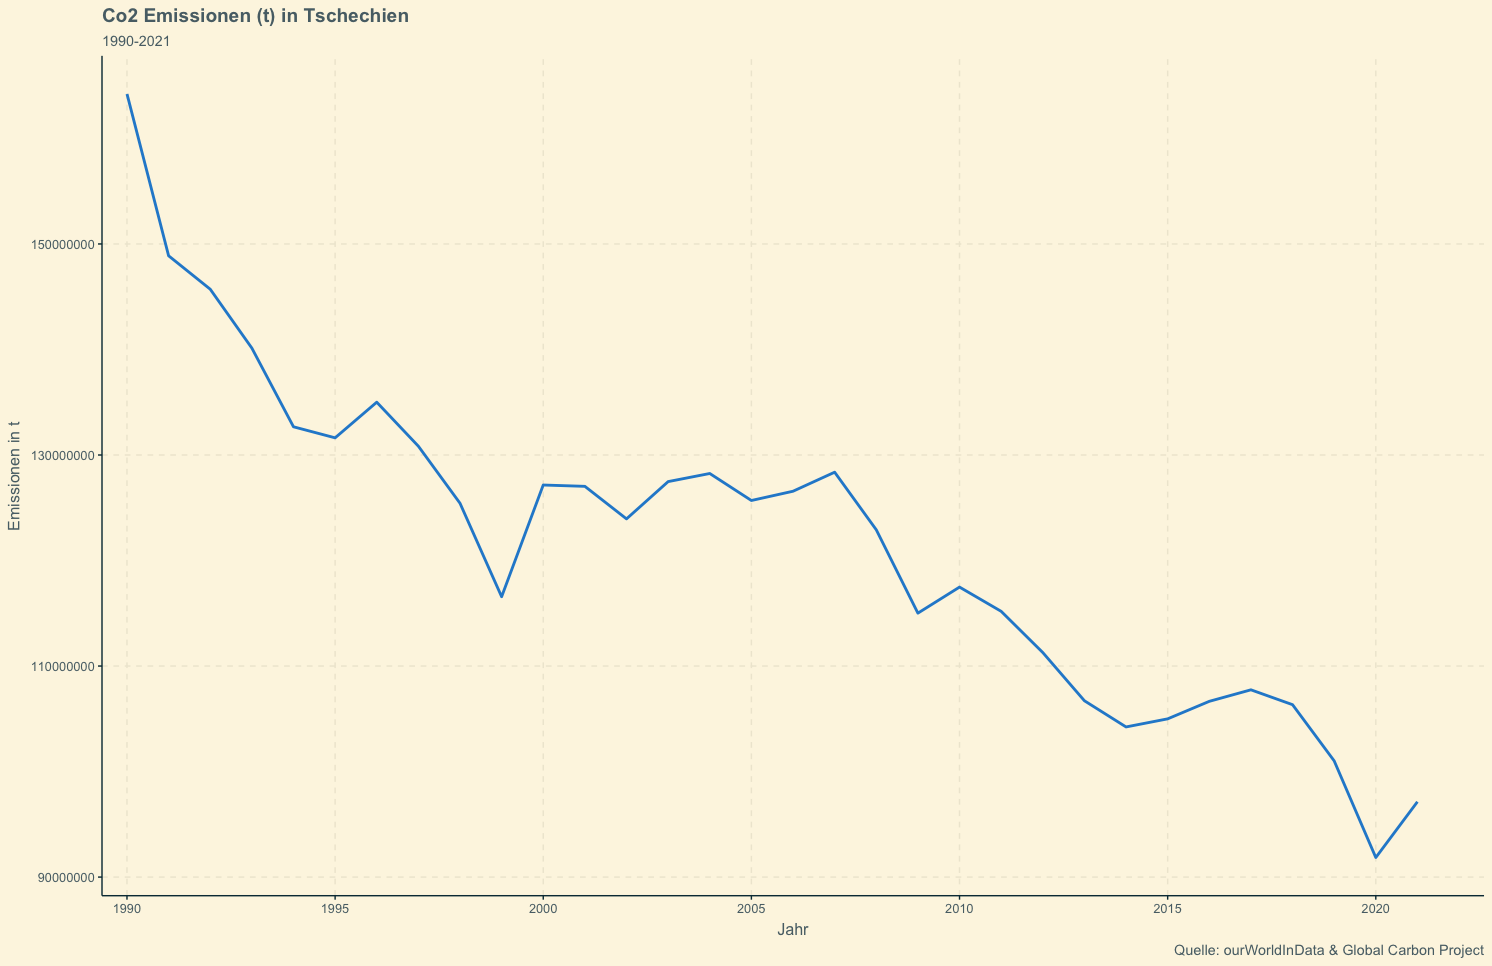 Co2 Emissionen (t) in Tschechien
1990-2021
150000000
130000000
110000000
90000000
Emissionen in t
1990 1995 2000 2005 2010 2015 2020
Jahr
Quelle: ourWorldInData & Global Carbon Project